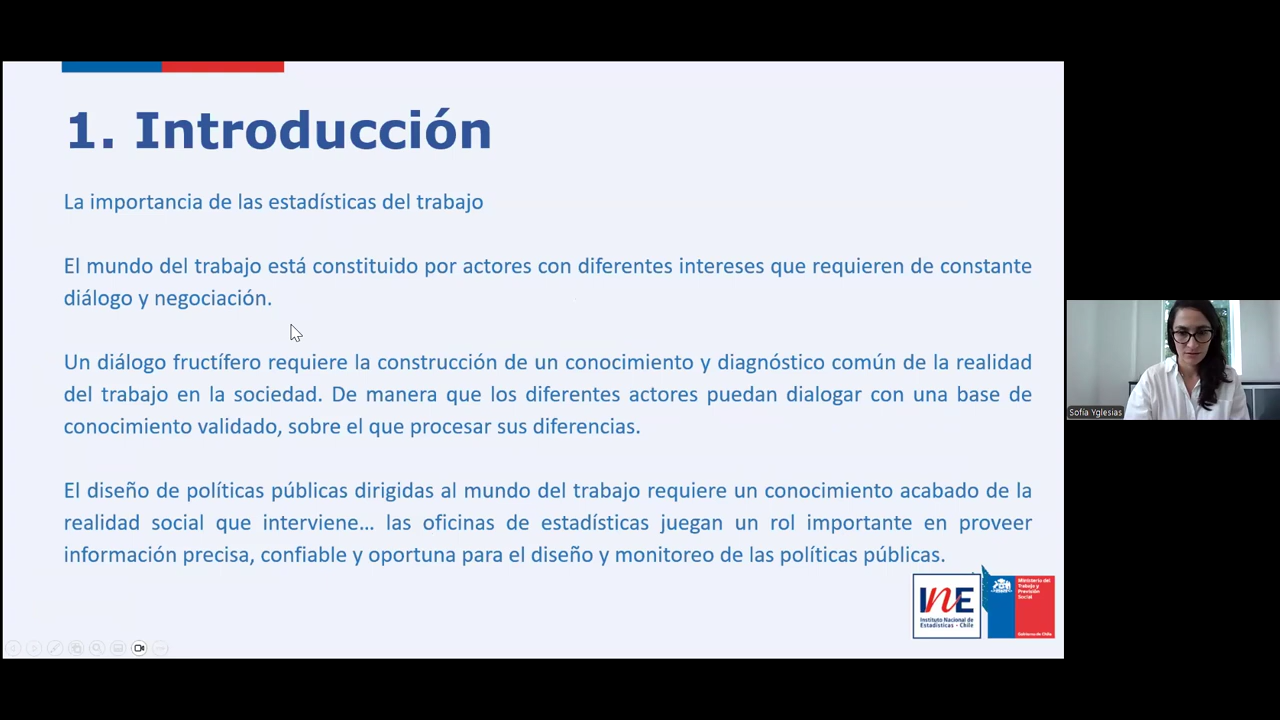 1. Introducción
La importancia de las estadísticas del trabajo
El mundo del trabajo está constituido por actores con diferentes intereses que requieren de constante
diálogo y negociación.
Un diálogo fructífero requiere la construcción de un conocimiento y diagnóstico común de la realidad
del trabajo en la sociedad. De manera que los diferentes actores puedan dialogar con una base de
conocimiento validado, sobre el que procesar sus diferencias.
El diseño de políticas públicas dirigidas al mundo del trabajo requiere un conocimiento acabado de la
realidad social que interviene... las oficinas de estadísticas juegan un rol importante en proveer
información precisa, confiable y oportuna para el diseño y monitoreo de las políticas públicas.
INE
Instituto Nacional de
Estadísticas - Chile
Ministerio del
Trabajo y
Previsión
Social
Gobierno de Chile
Sofía Yglesias